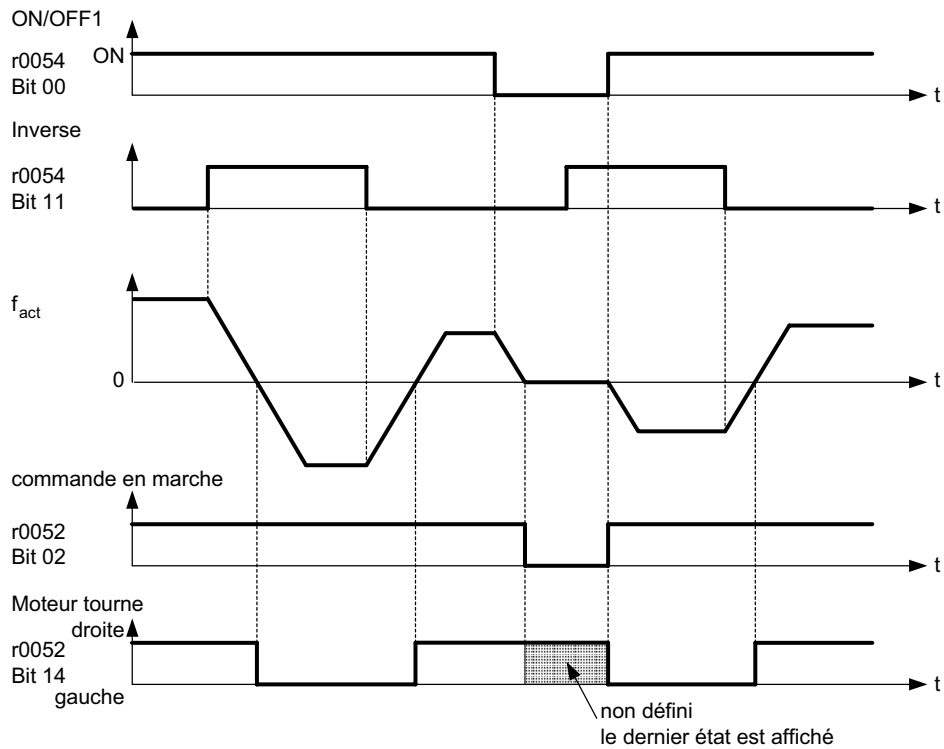 ON/OFF1
r0054
Bit 00
ON
t
Inverse
r0054
Bit 11
t
fact
0
t
commande en marche
r0052
Bit 02
t
Moteur tourne
droite
r0052
Bit 14
gauche
t
non défini
le dernier état est affiché